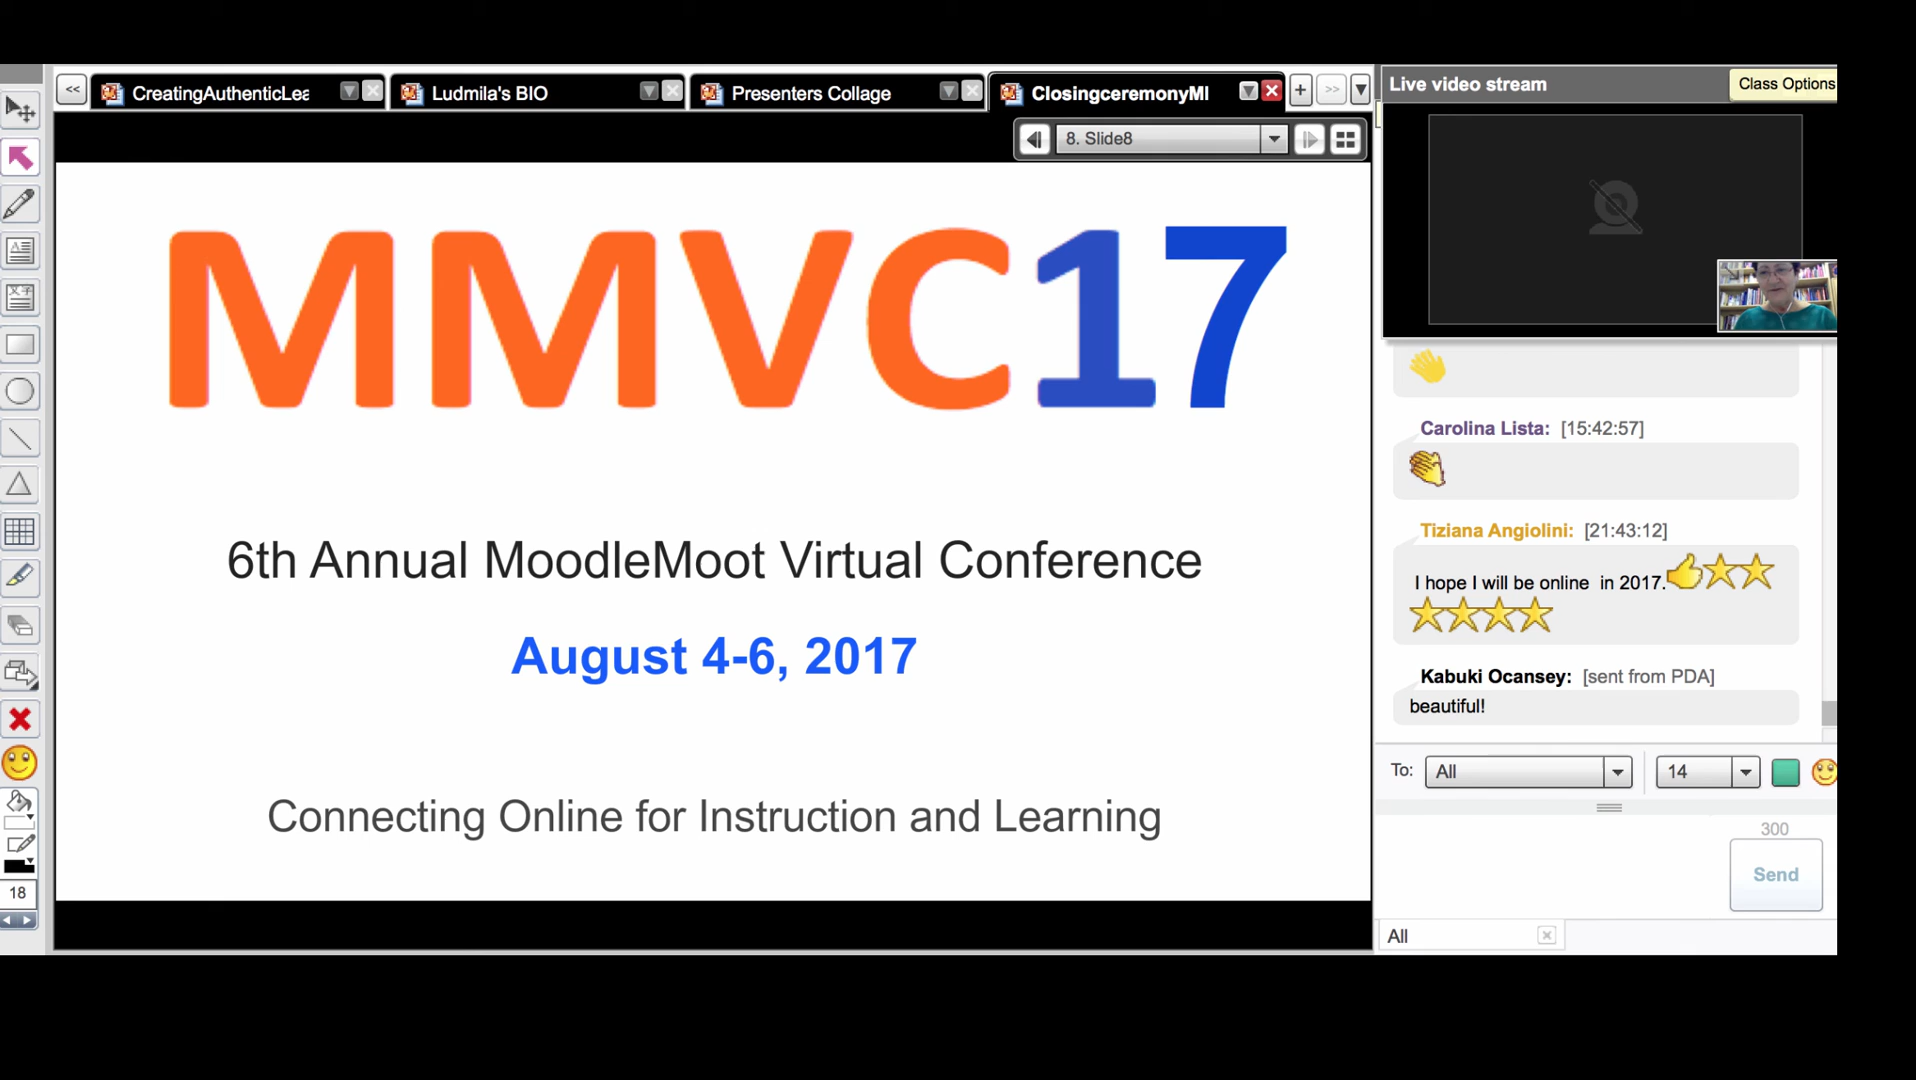 <<
CreatingAuthenticLea
Ludmila's BIO
Presenters Collage
ClosingceremonyMI
+
>>
Live video stream
Class Options
8. Slide8
MMVC17
6th Annual MoodleMoot Virtual Conference
August 4-6, 2017
Connecting Online for Instruction and Learning
Carolina Lista: [15:42:57]
Tiziana Angiolini: [21:43:12]
I hope I will be online in 2017.
Kabuki Ocansey: [sent from PDA]
beautiful!
To: All 14
300
Send
All
18